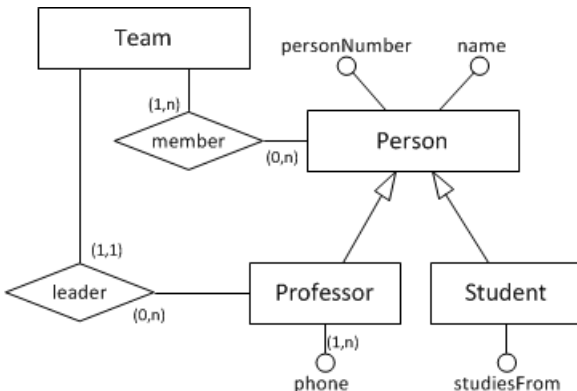 Team
personNumber
name
(1,n)
member
(0,n)
Person
(1,1)
leader
(0,n)
Professor
Student
(1,n)
phone
studiesFrom